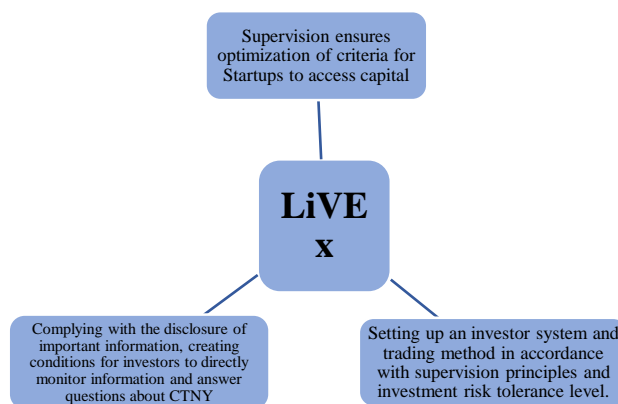 Supervision ensures
optimization of criteria for
Startups to access capital
LiVE
x
Complying with the disclosure of
important information, creating
conditions for investors to directly
monitor information and answer
questions about CTNY
Setting up an investor system and
trading method in accordance
with supervision principles and
investment risk tolerance level.